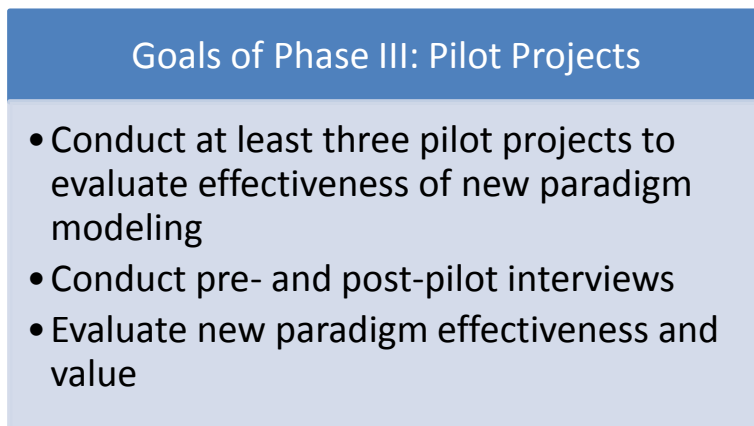 Goals of Phase III: Pilot Projects
•Conduct at least three pilot projects to
evaluate effectiveness of new paradigm
modeling
•Conduct pre- and post-pilot interviews
•Evaluate new paradigm effectiveness and
value